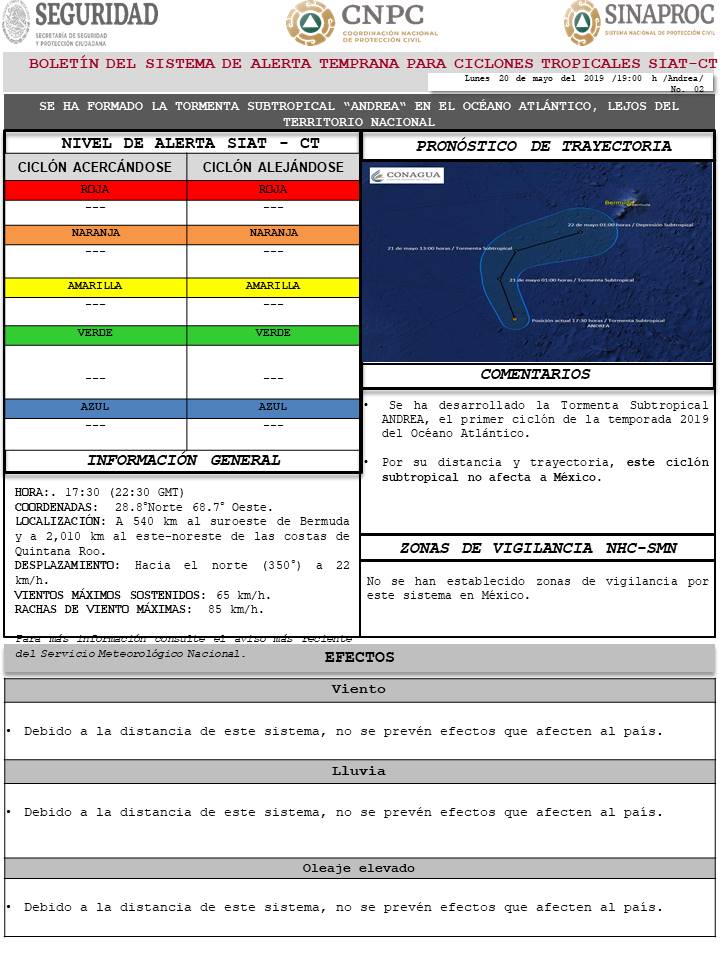 SEGURIDAD
SECRETARÍA DE SEGURIDAD
Y PROTECCIÓN CIUDADANA
CNPC
COORDINACIÓN NACIONAL
DE PROTECCIÓN CIVIL
SINAPROC
SISTEMA NACIONAL DE PROTECCIÓN CIVIL
BOLETÍN DEL SISTEMA DE ALERTA TEMPRANA PARA CICLONES TROPICALES SIAT-CT
Lunes 20 de mayo del 2019 /19:00 h /Andrea/
No. 02
SE HA FORMADO LA TORMENTA SUBTROPICAL “ANDREA“ EN EL OCÉANO ATLÁNTICO, LEJOS DEL
TERRITORIO NACIONAL
NIVEL DE ALERTA SIAT - CT
CICLÓN ACERCÁNDOSE CICLÓN ALEJÁNDOSE
ROJA ROJA
--- ---
NARANJA NARANJA
--- ---
AMARILLA AMARILLA
--- ---
VERDE VERDE
--- ---
AZUL AZUL
--- ---
INFORMACIÓN GENERAL
HORA:. 17:30 (22:30 GMT)
COORDENADAS: 28.8°Norte 68.7° Oeste.
LOCALIZACIÓN: A 540 km al suroeste de Bermuda
y a 2,010 km al este-noreste de las costas de
Quintana Roo.
DESPLAZAMIENTO: Hacia el norte (350°) a 22
km/h.
VIENTOS MÁXIMOS SOSTENIDOS: 65 km/h.
RACHAS DE VIENTO MÁXIMAS: 85 km/h.
Para más información consulte el aviso más reciente
del Servicio Meteorológico Nacional.
PRONÓSTICO DE TRAYECTORIA
CONAGUA
Bermuda
22 de mayo 01:00 horas / Depresión Subtropical
21 de mayo 13:00 horas / Tormenta Subtropical
21 de mayo 01:00 horas / Tormenta Subtropical
Posición actual 17:30 horas / Tormenta Subtropical
ANDREA
COMENTARIOS
• Se ha desarrollado la Tormenta Subtropical
ANDREA, el primer ciclón de la temporada 2019
del Océano Atlántico.
• Por su distancia y trayectoria, este ciclón
subtropical no afecta a México.
ZONAS DE VIGILANCIA NHC-SMN
No se han establecido zonas de vigilancia por
este sistema en México.
EFECTOS
Viento
• Debido a la distancia de este sistema, no se prevén efectos que afecten al país.
Lluvia
• Debido a la distancia de este sistema, no se prevén efectos que afecten al país.
Oleaje elevado
• Debido a la distancia de este sistema, no se prevén efectos que afecten al país.